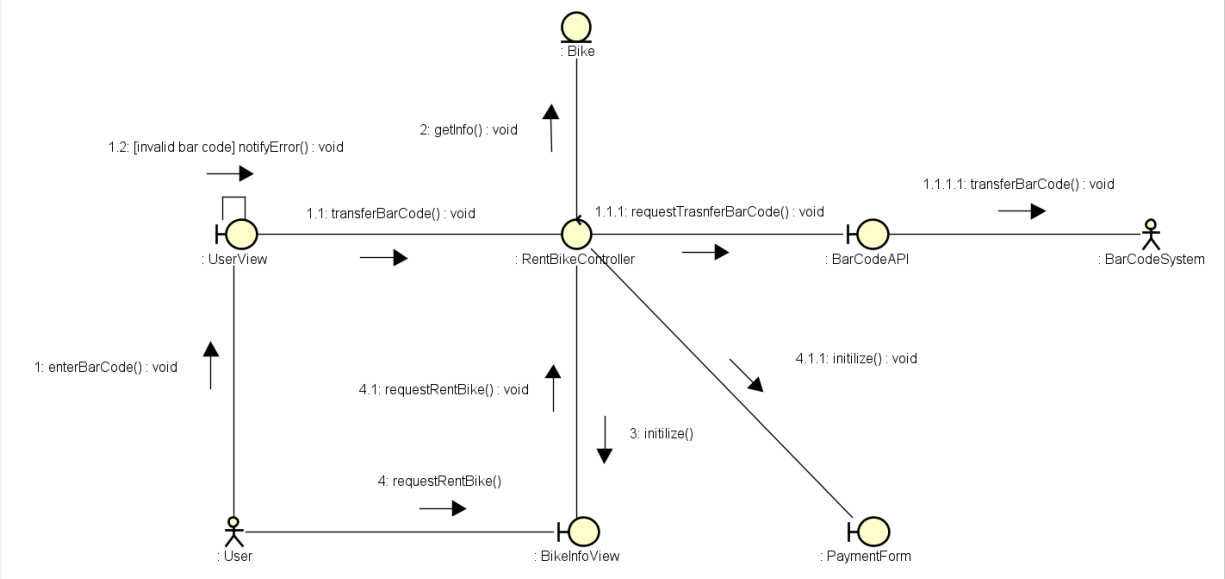 : Bike
2: getInfo() : void
1.2: [invalid bar code] notifyError() : void
1.1.1.1: transferBarCode() : void
1.1: transferBarCode() : void
1.1.1: requestTrasnferBarCode() : void
: UserView
: RentBikeController
: BarCodeAPI
: BarCodeSystem
1: enterBarCode() : void
4.1.1: initilize() : void
4.1: requestRentBike() : void
3: initilize()
4: requestRentBike()
: User
: BikeInfoView
: PaymentForm